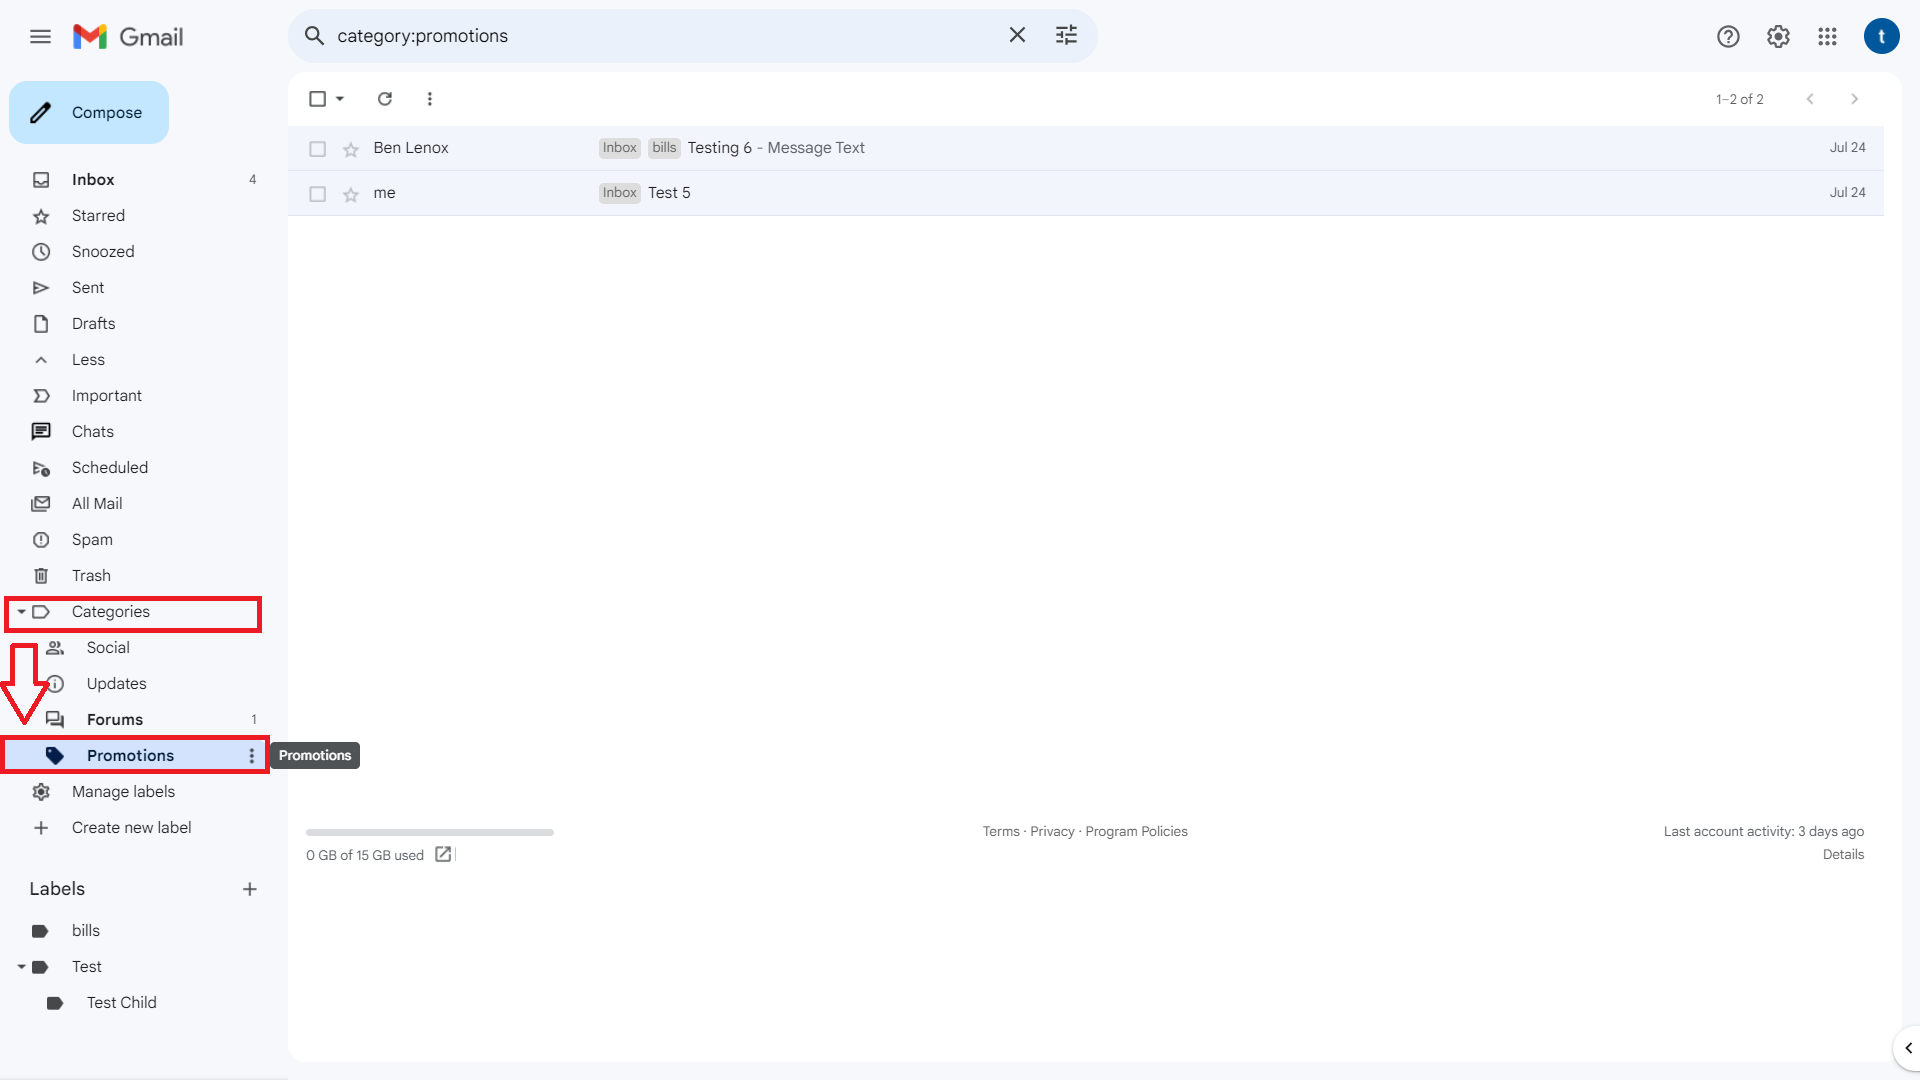 Gmail
category:promotions
t
Compose
1–2 of 2
Ben Lenox Inbox bills Testing 6 - Message Text Jul 24
me Inbox Test 5 Jul 24
Inbox 4
Starred
Snoozed
Sent
Drafts
Less
Important
Chats
Scheduled
All Mail
Spam
Trash
Categories
Social
Updates
Forums 1
Promotions Promotions
Manage labels
Create new label
Labels
bills
Test
Test Child
0 GB of 15 GB used
Terms · Privacy · Program Policies
Last account activity: 3 days ago
Details